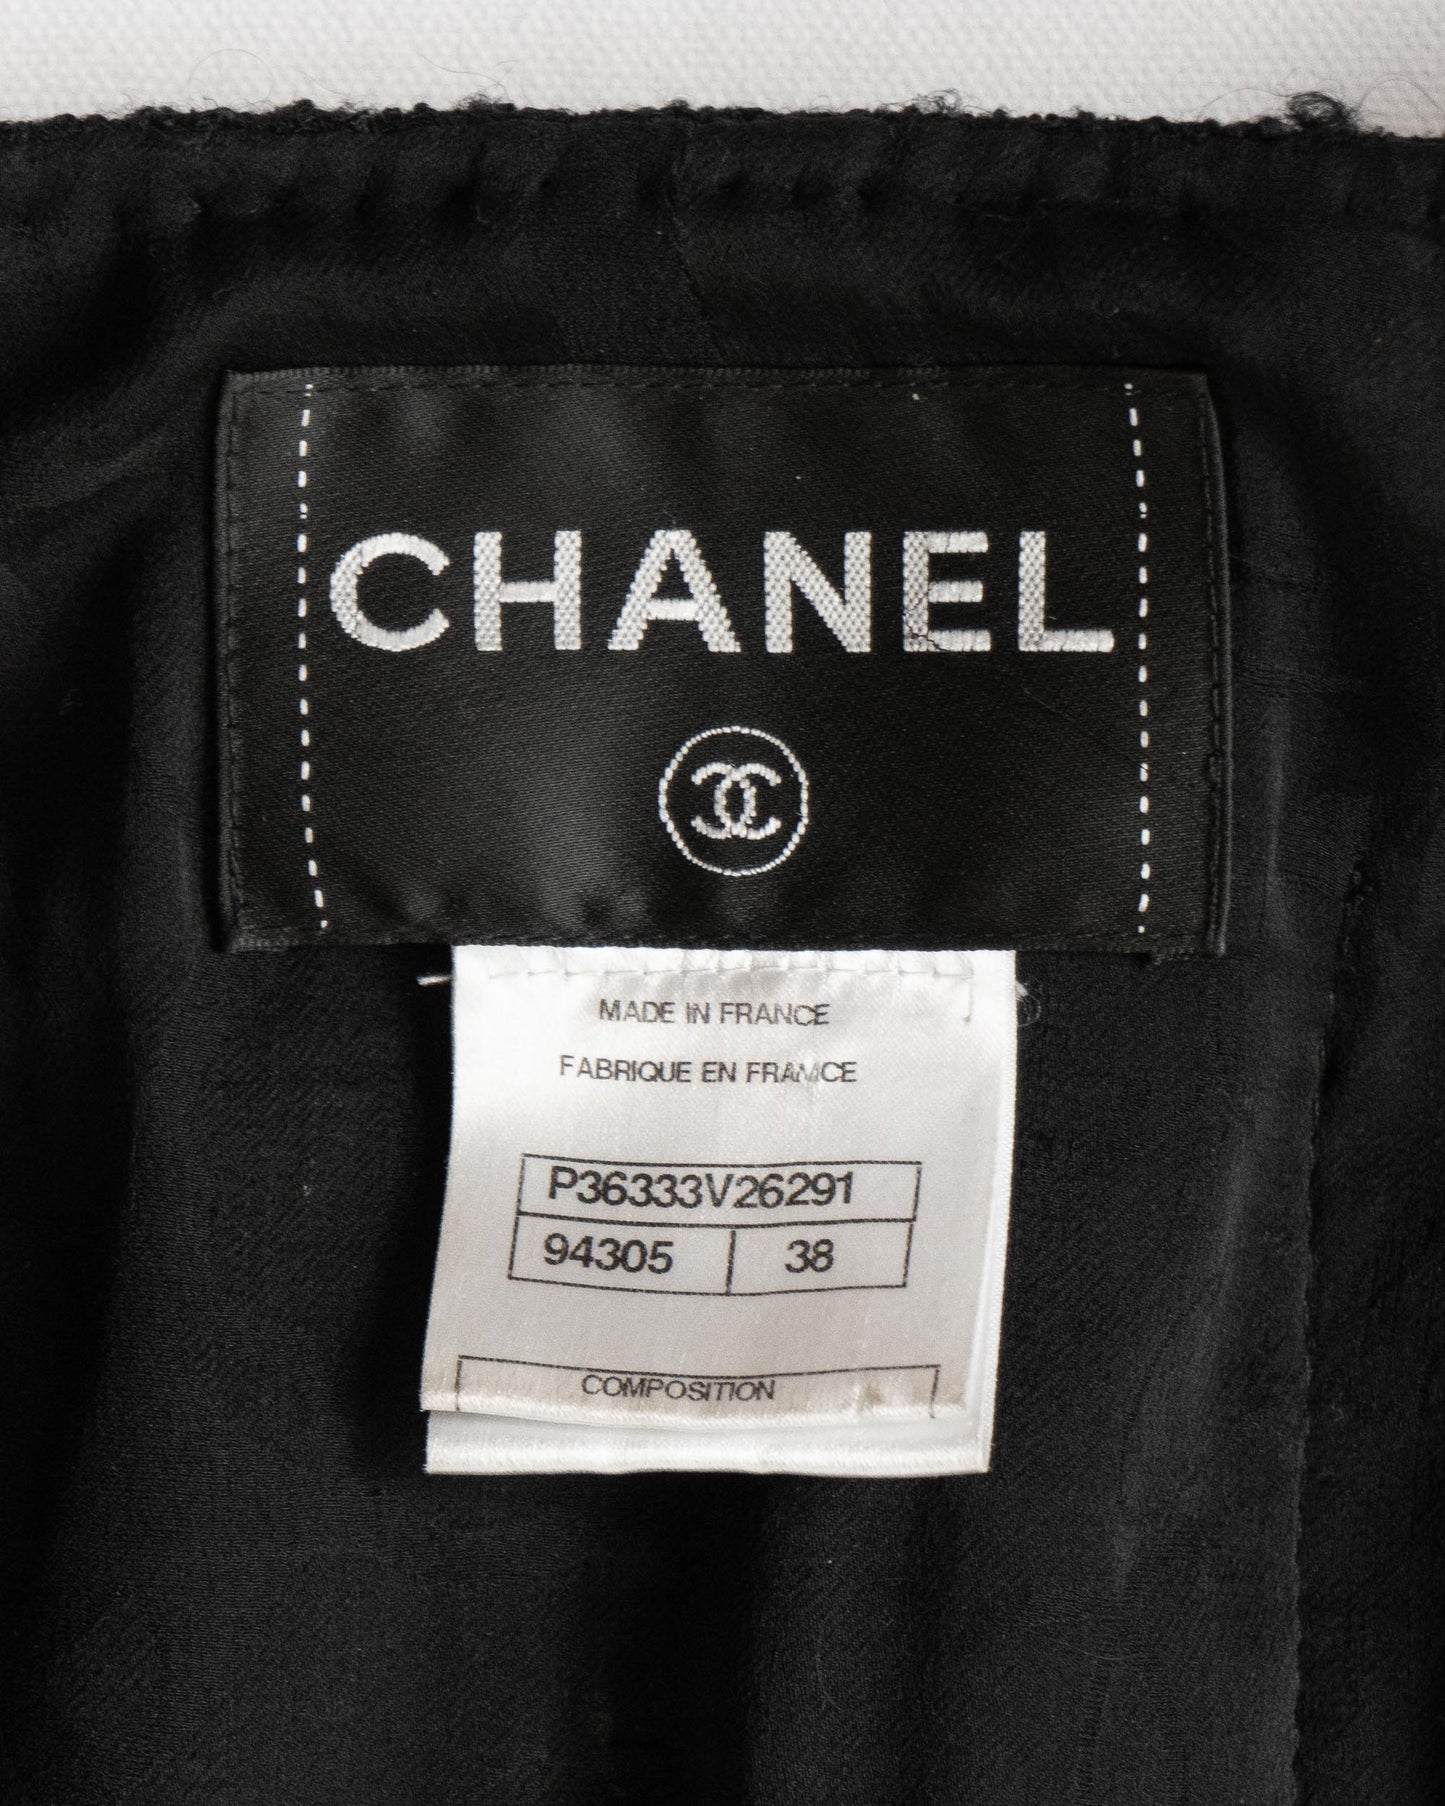 CHANEL
MADE IN FRANCE
FABRIQUE EN FRANCE
P36333V26291
94305 38
COMPOSITION